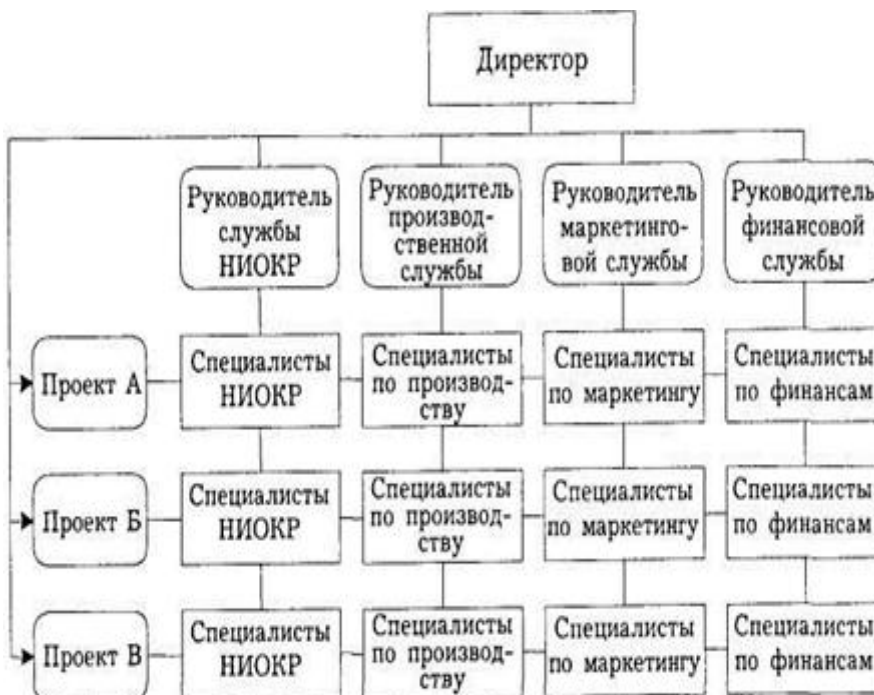 Директор
Руководитель
службы
НИОКР
Руководитель
производ-
ственной
службы
Руководитель
маркетинго-
вой службы
Руководитель
финансовой
службы
Проект А
Специалисты
НИОКР
Специалисты
по производ-
ству
Специалисты
по маркетингу
Специалисты
по финансам
Проект Б
Специалисты
НИОКР
Специалисты
по производ-
ству
Специалисты
по маркетингу
Специалисты
по финансам
Проект В
Специалисты
НИОКР
Специалисты
по производ-
ству
Специалисты
по маркетингу
Специалисты
по финансам